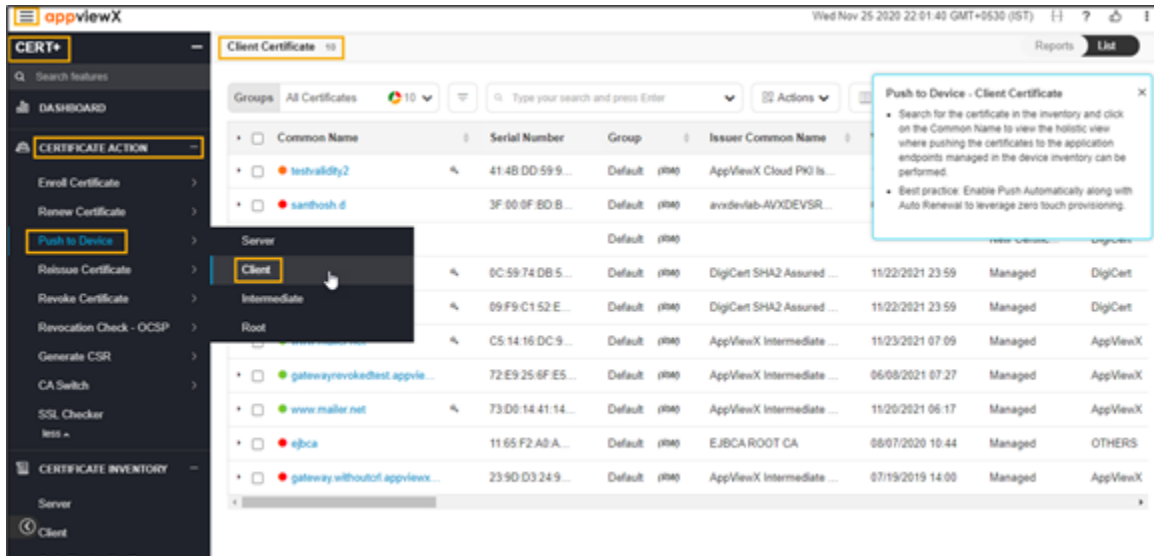 appviewX
Wed Nov 25 2020 22:01:40 GMT+0530 (IST)
CERT+
Search features
DASHBOARD
CERTIFICATE ACTION
Enroll Certificate
Renew Certificate
Push to Device
Reissue Certificate
Revoke Certificate
Revocation Check - OCSP
Generate CSR
CA Switch
SSL Checker
less
CERTIFICATE INVENTORY
Server
Client
Server
Client
Intermediate
Root
Client Certificate 10
Reports List
Groups All Certificates 10 Type your search and press Enter Actions
Common Name Serial Number Group Issuer Common Name
testvalidity2 41:4B:DD:59:9... Default AppViewX Cloud PKI Is...
santhosh.d 3F:00:0F:BD:B... Default avxdevlab-AVXDEVSR...
Default
0C:59:74:DB:5... Default DigiCert SHA2 Assured ... 11/22/2021 23:59 Managed DigiCert
09:F9:C1:52:E... Default DigiCert SHA2 Assured ... 11/22/2021 23:59 Managed DigiCert
C5:14:16:DC:9... Default AppViewX Intermediate ... 11/23/2021 07:09 Managed AppViewX
gatewayrevokedtest.appvie... 72:E9:25:6F:E5... Default AppViewX Intermediate ... 06/08/2021 07:27 Managed AppViewX
www.mailer.net 73:D0:14:41:14... Default AppViewX Intermediate ... 11/20/2021 06:17 Managed AppViewX
ejbca 11:65:F2:A0:A... Default EJBCA ROOT CA 08/07/2020 10:44 Managed OTHERS
gateway.withoutcrl.appviewx... 23:9D:D3:24:9... Default AppViewX Intermediate ... 07/19/2019 14:00 Managed AppViewX
Push to Device - Client Certificate
Search for the certificate in the inventory and click
on the Common Name to view the holistic view
where pushing the certificates to the application
endpoints managed in the device inventory can be
performed.
Best practice: Enable Push Automatically along with
Auto Renewal to leverage zero touch provisioning.